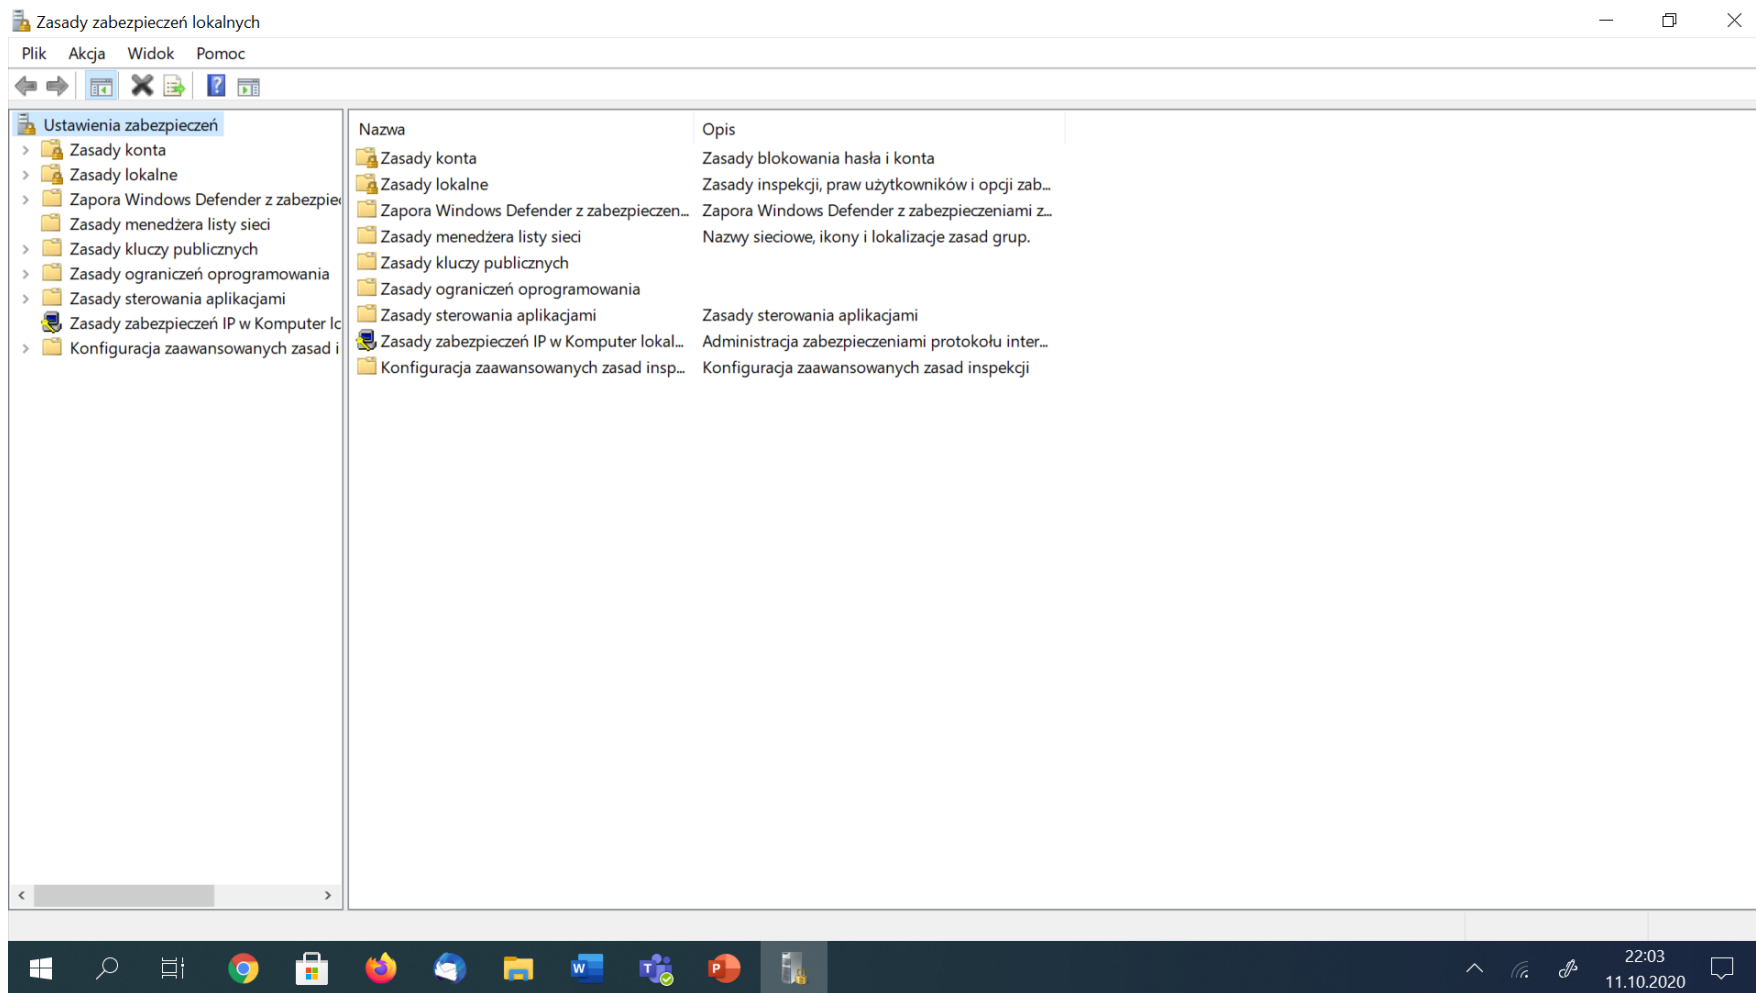 Zasady zabezpieczeń lokalnych
Plik Akcja Widok Pomoc
Ustawienia zabezpieczeń
Zasady konta
Zasady lokalne
Zapora Windows Defender z zabezpiec
Zasady menedżera listy sieci
Zasady kluczy publicznych
Zasady ograniczeń oprogramowania
Zasady sterowania aplikacjami
Zasady zabezpieczeń IP w Komputer lc
Konfiguracja zaawansowanych zasad i
Nazwa Opis
Zasady konta Zasady blokowania hasła i konta
Zasady lokalne Zasady inspekcji, praw użytkowników i opcji zab...
Zapora Windows Defender z zabezpieczen... Zapora Windows Defender z zabezpieczeniami z...
Zasady menedżera listy sieci Nazwy sieciowe, ikony i lokalizacje zasad grup.
Zasady kluczy publicznych
Zasady ograniczeń oprogramowania
Zasady sterowania aplikacjami Zasady sterowania aplikacjami
Zasady zabezpieczeń IP w Komputer lokal... Administracja zabezpieczeniami protokołu inter...
Konfiguracja zaawansowanych zasad insp... Konfiguracja zaawansowanych zasad inspekcji
22:03
11.10.2020